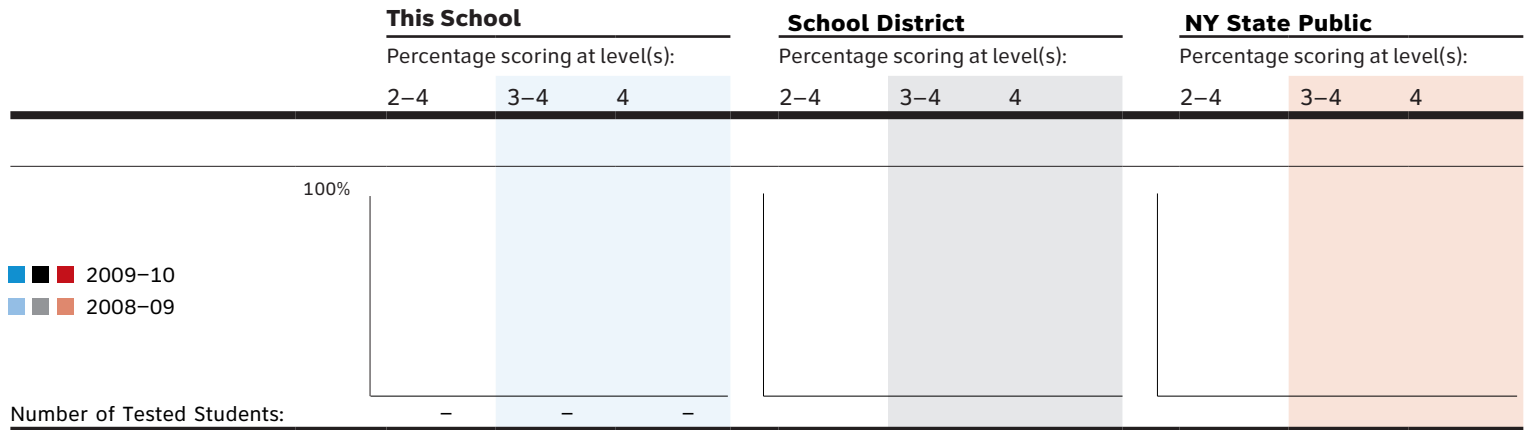 This School School District NY State Public
Percentage scoring at level(s): Percentage scoring at level(s): Percentage scoring at level(s):
2–4 3–4 4 2–4 3–4 4 2–4 3–4 4
100%
2009–10
2008–09
Number of Tested Students: – – –